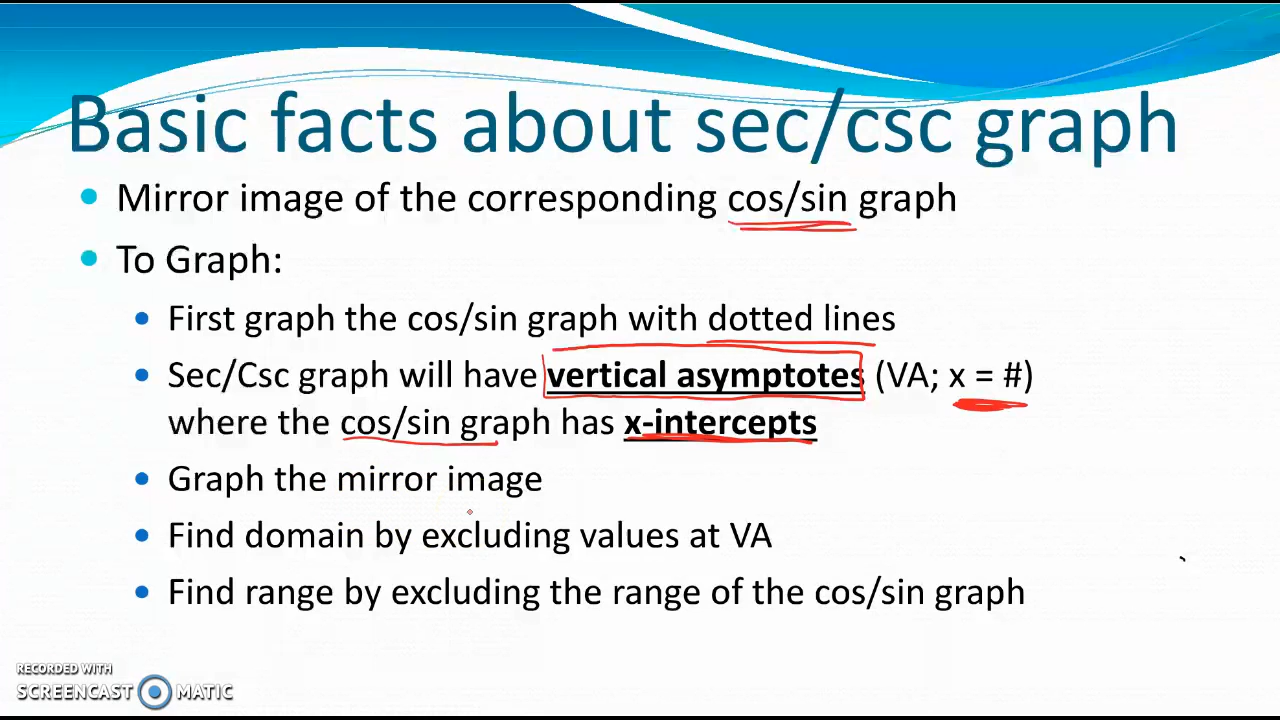 Basic facts about sec/csc graph
Mirror image of the corresponding cos/sin graph
To Graph:
First graph the cos/sin graph with dotted lines
Sec/Csc graph will have vertical asymptotes (VA; x = #)
where the cos/sin graph has x-intercepts
Graph the mirror image
Find domain by excluding values at VA
Find range by excluding the range of the cos/sin graph
RECORDED WITH
SCREENCAST MATIC